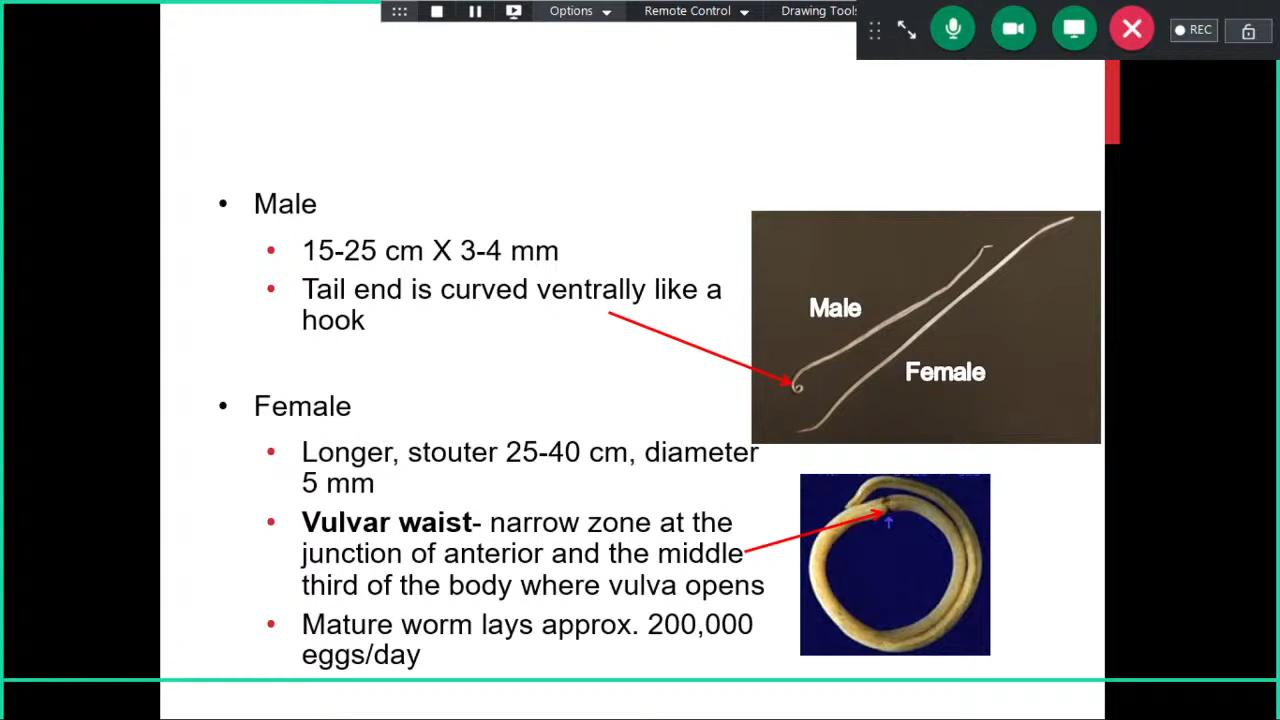 Options
Remote Control
Drawing Tools
REC
• Male
• 15-25 cm X 3-4 mm
• Tail end is curved ventrally like a
hook
Male
Female
• Female
• Longer, stouter 25-40 cm, diameter
5 mm
• Vulvar waist- narrow zone at the
junction of anterior and the middle
third of the body where vulva opens
• Mature worm lays approx. 200,000
eggs/day